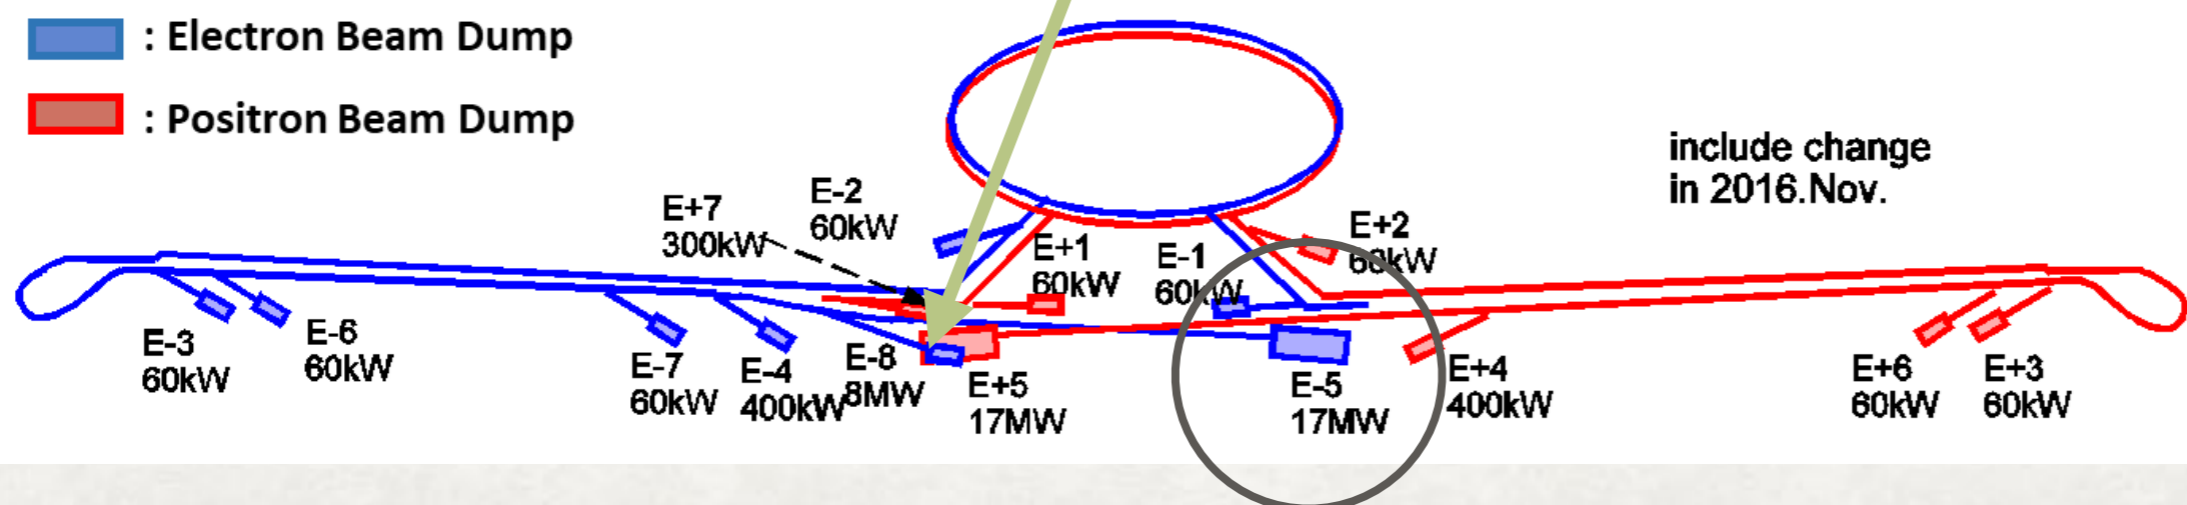 : Electron Beam Dump
: Positron Beam Dump
include change
in 2016.Nov.
E+7
300kW
E-2
60kW
E+1
60kW
E-1
60kW
E+2
60kW
E-3
60kW
E-6
60kW
E-7
60kW
E-4
400kW
E-8
8MW
E+5
17MW
E-5
17MW
E+4
400kW
E+6
60kW
E+3
60kW